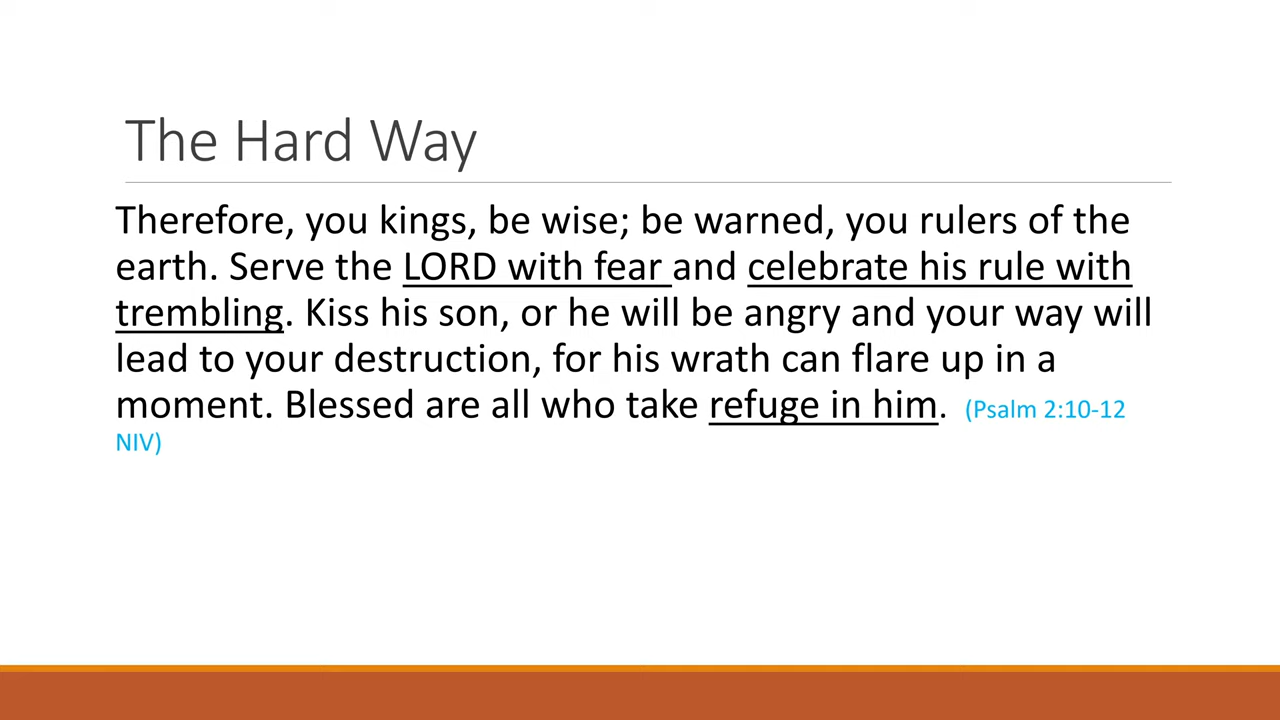 The Hard Way
Therefore, you kings, be wise; be warned, you rulers of the
earth. Serve the LORD with fear and celebrate his rule with
trembling. Kiss his son, or he will be angry and your way will
lead to your destruction, for his wrath can flare up in a
moment. Blessed are all who take refuge in him. (Psalm 2:10-12
NIV)